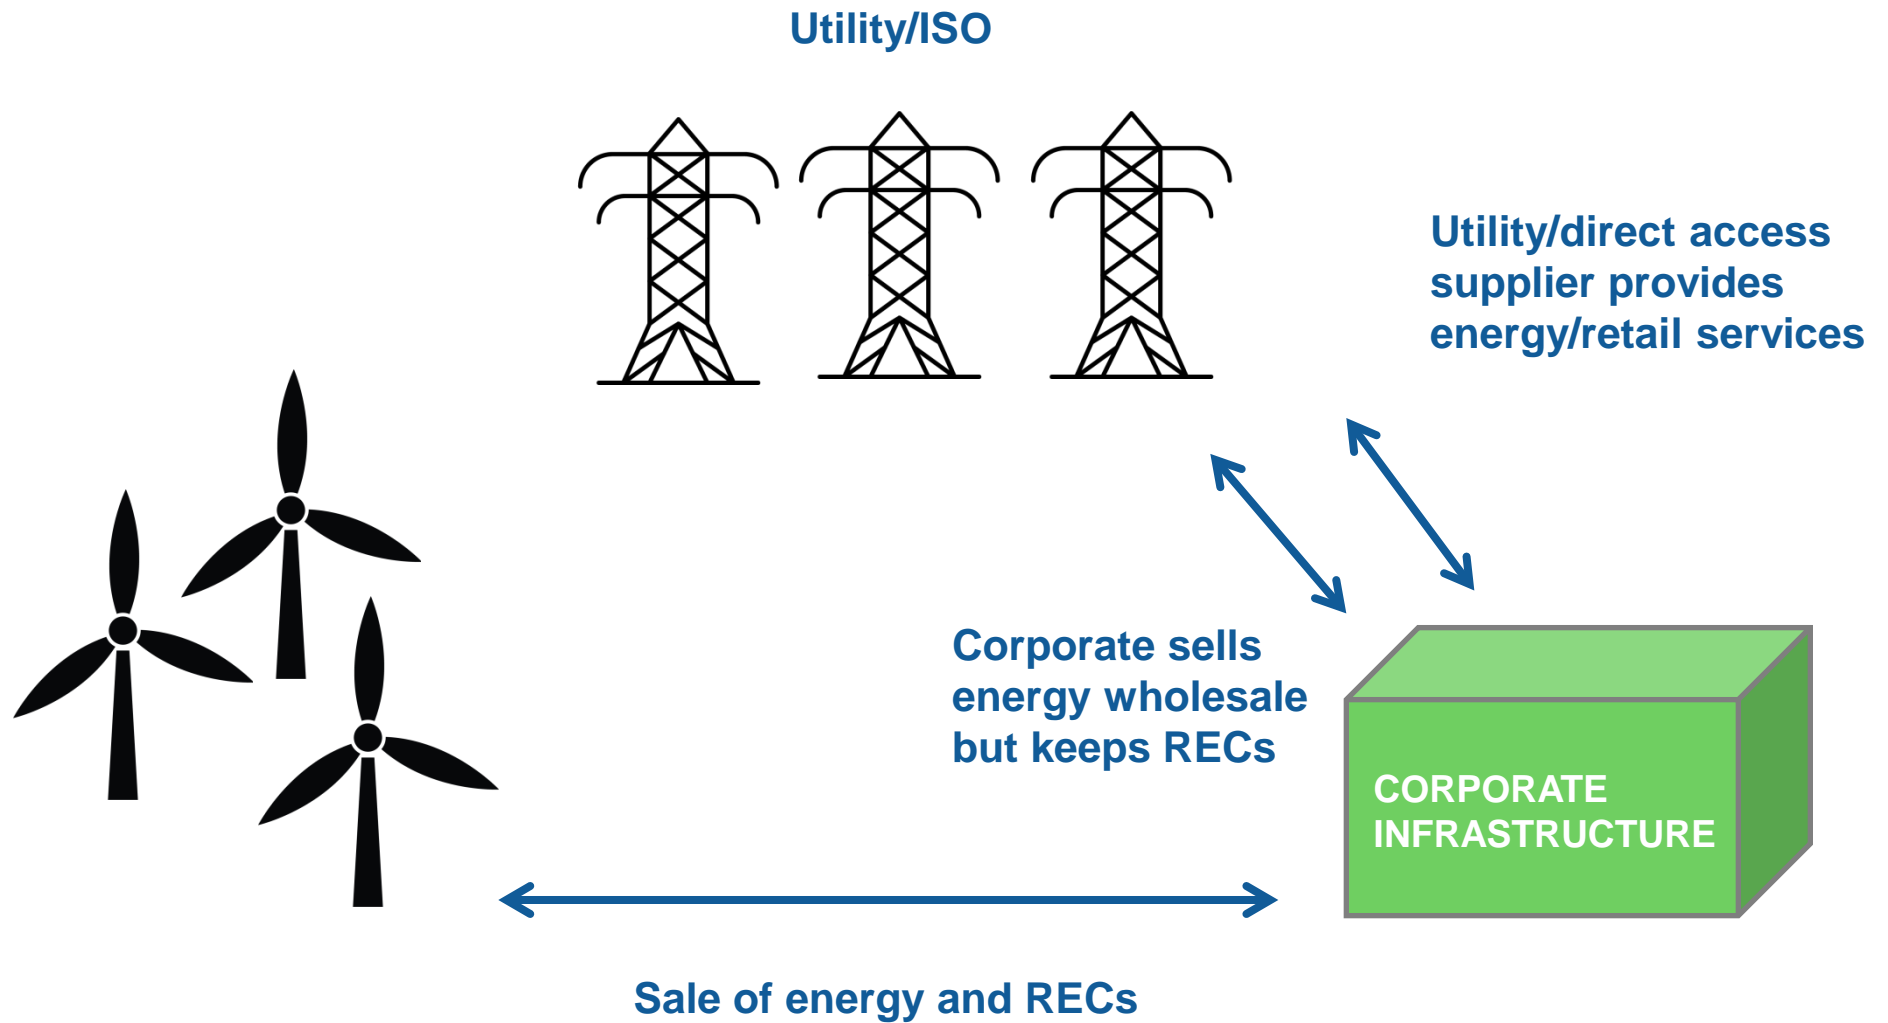 Utility/ISO
Utility/direct access
supplier provides
energy/retail services
Corporate sells
energy wholesale
but keeps RECs
CORPORATE
INFRASTRUCTURE
Sale of energy and RECs